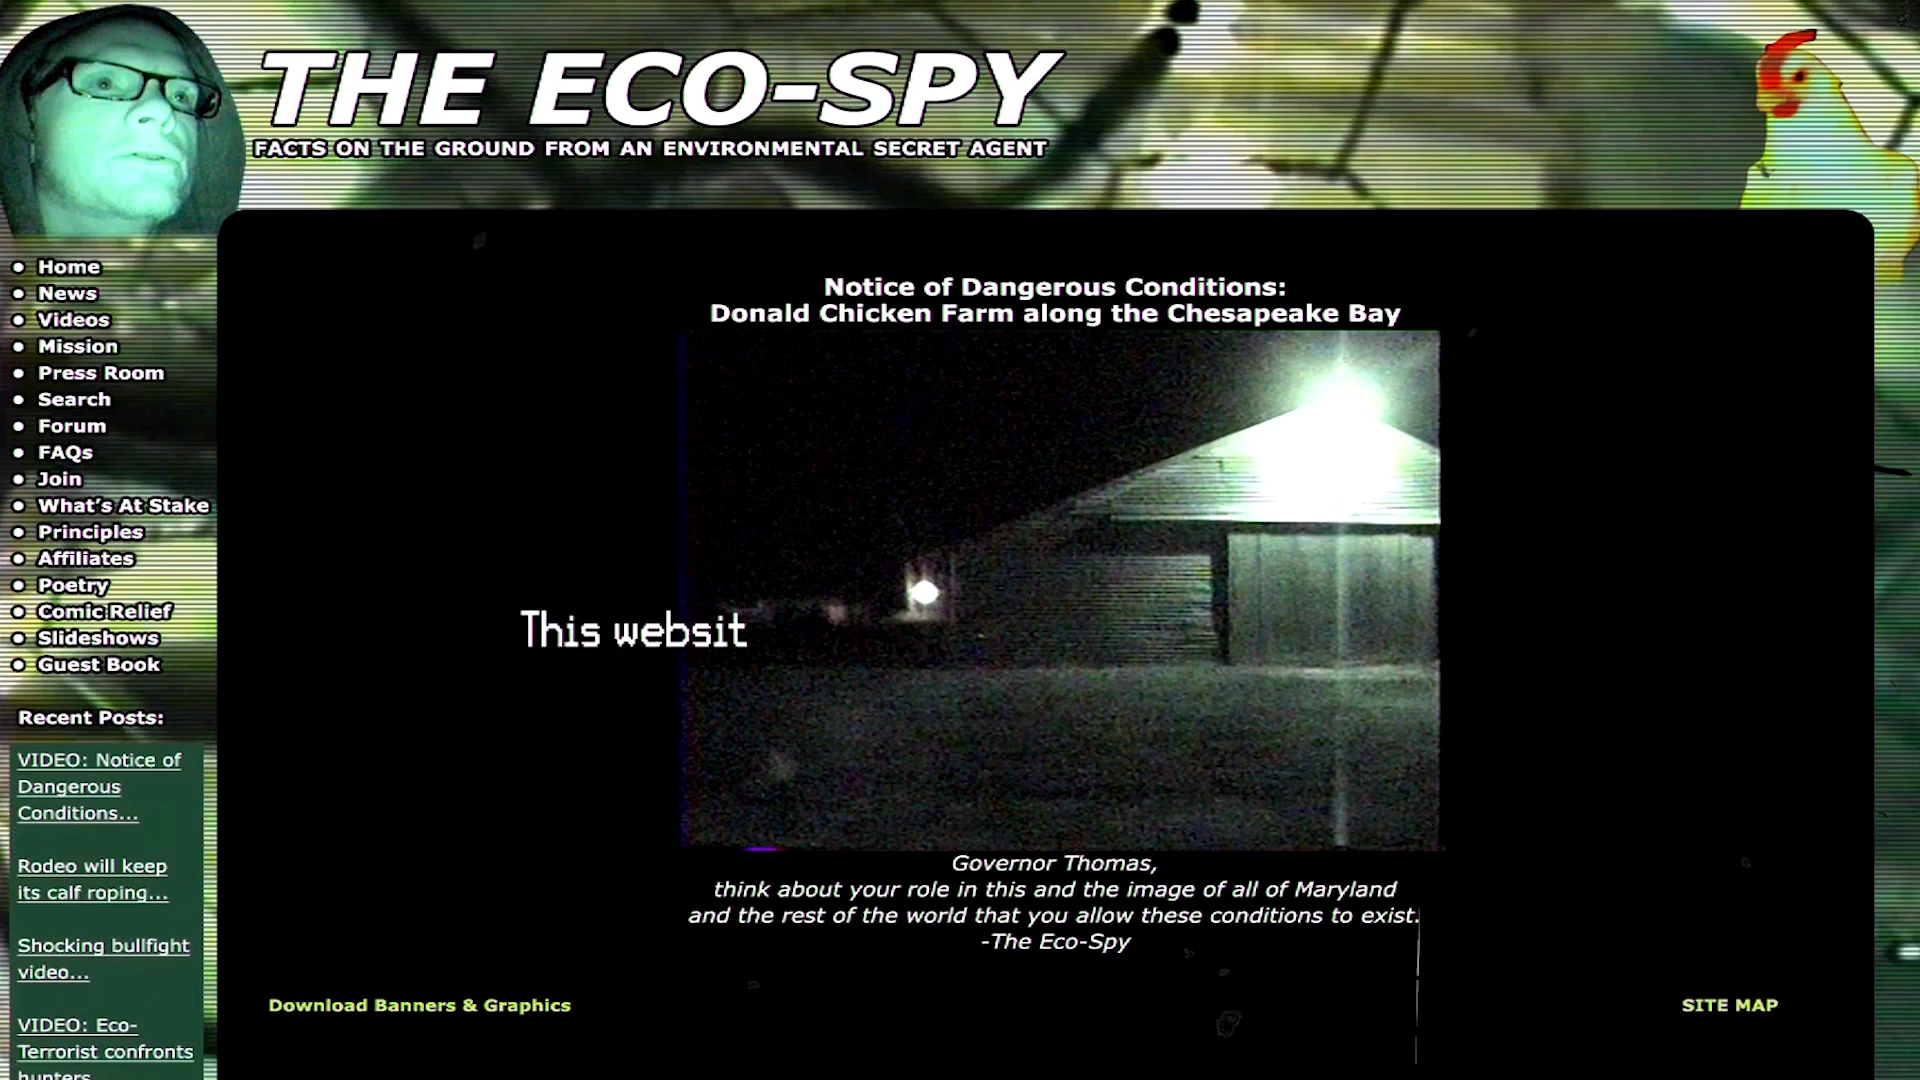 THE ECO-SPY
FACTS ON THE GROUND FROM AN ENVIRONMENTAL SECRET AGENT
Home
News
Videos
Mission
Press Room
Search
Forum
FAQs
Join
What's At Stake
Principles
Affiliates
Poetry
Comic Relief
Slideshows
Guest Book
Recent Posts:
VIDEO: Notice of
Dangerous
Conditions...
Rodeo will keep
its calf roping...
Shocking bullfight
video...
VIDEO: Eco-
Terrorist confronts
hunters
Notice of Dangerous Conditions:
Donald Chicken Farm along the Chesapeake Bay
This websit
Governor Thomas,
think about your role in this and the image of all of Maryland
and the rest of the world that you allow these conditions to exist.
-The Eco-Spy
Download Banners & Graphics
SITE MAP